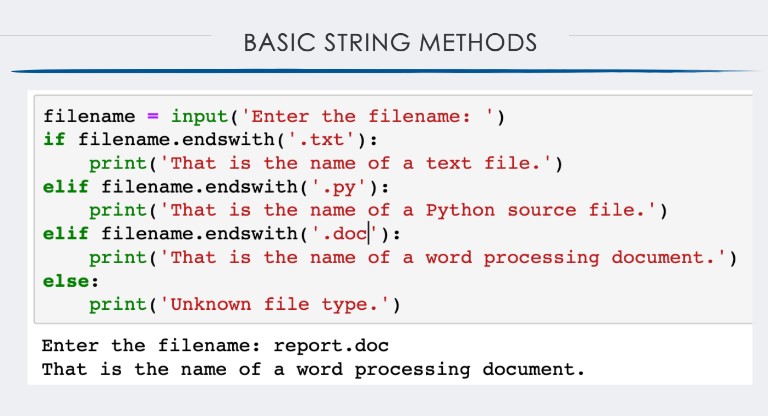 BASIC STRING METHODS
filename = input('Enter the filename: ')
if filename.endswith('.txt'):
    print('That is the name of a text file.')
elif filename.endswith('.py'):
    print('That is the name of a Python source file.')
elif filename.endswith('.doc'):
    print('That is the name of a word processing document.')
else:
    print('Unknown file type.')
Enter the filename: report.doc
That is the name of a word processing document.